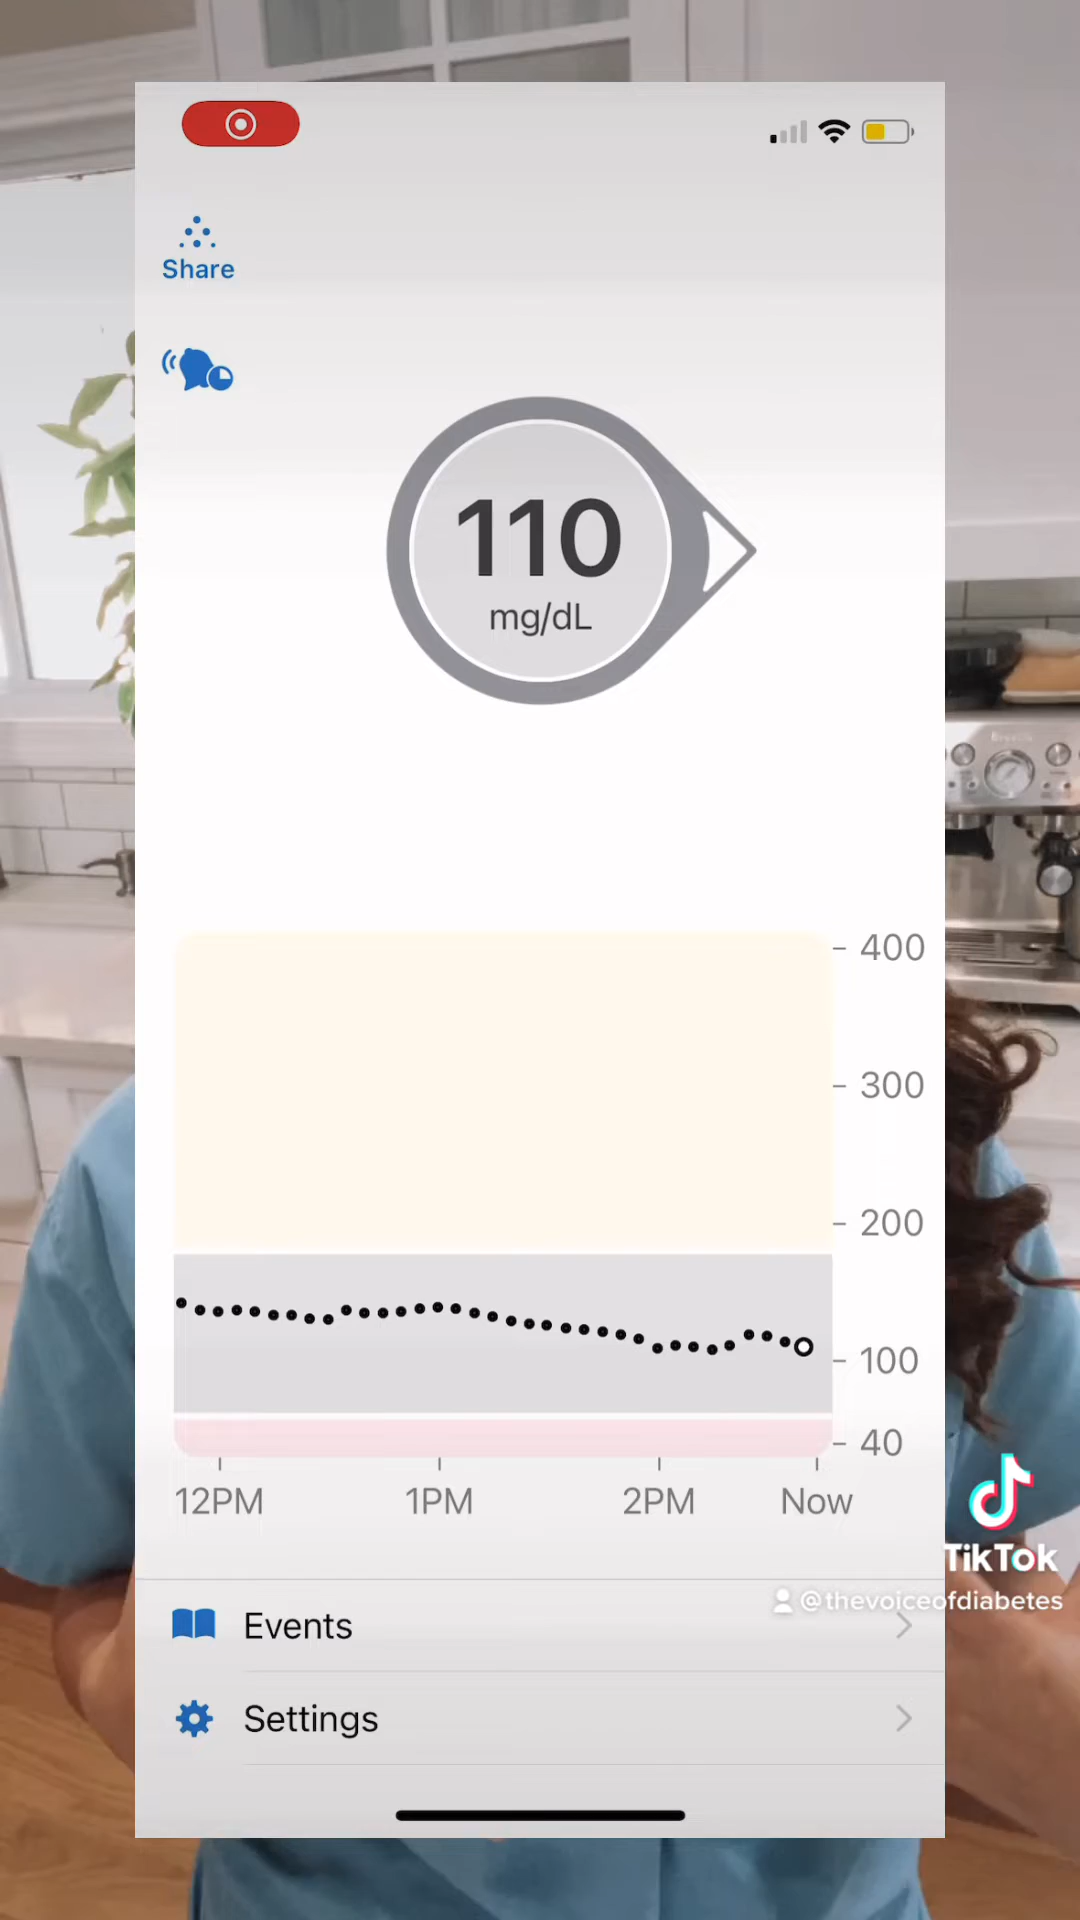 Share
110
mg/dL
400
300
200
100
40
12PM 1PM 2PM Now
TikTok
@thevoiceofdiabetes
Events
Settings